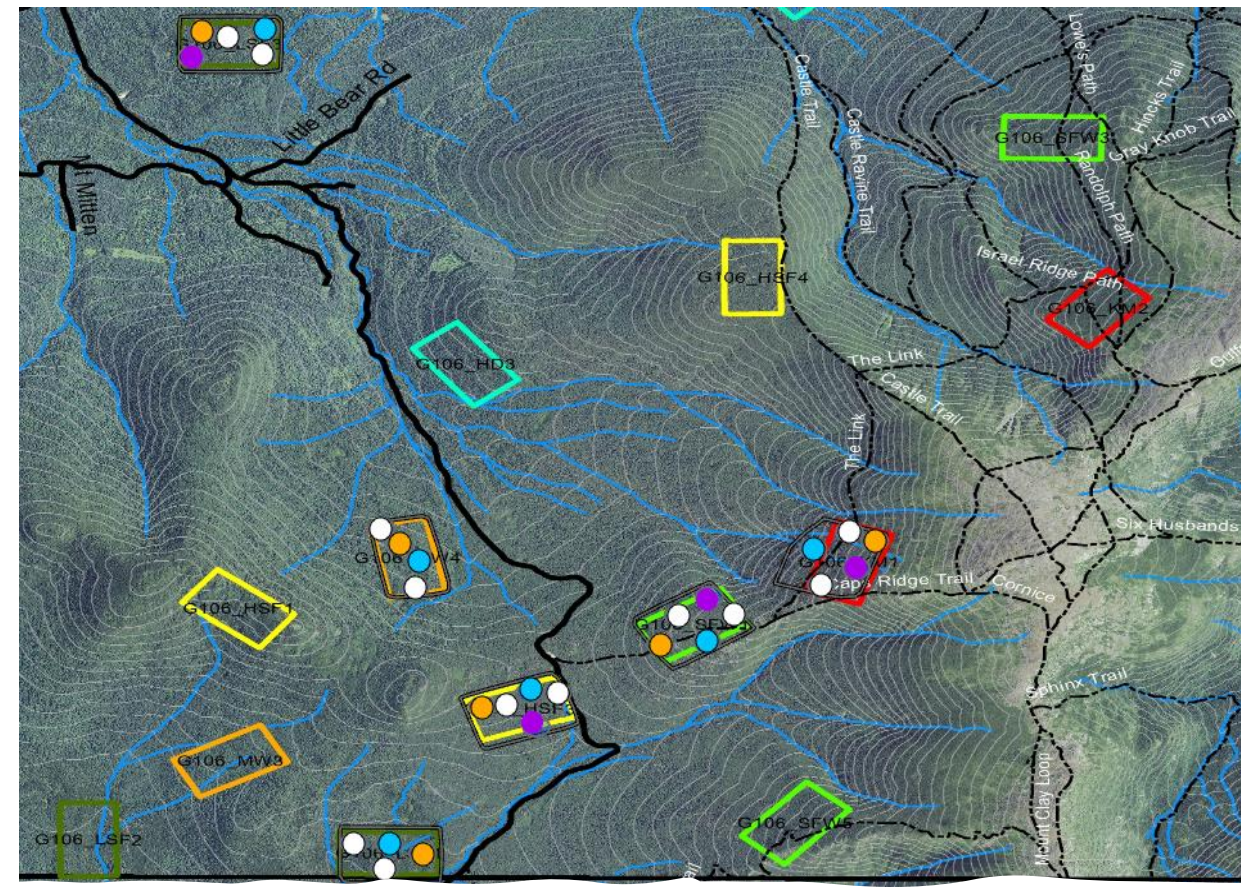 Little Bear Rd
Mt Mitten
Castle Trail
Castle Ravine Trail
Lowe's Path
Hincks Trail
G106_SFW3
Gray Knob Trail
Randolph Path
Israel Ridge Path
G106_HSF4
G106_KM2
G106_HD3
The Link
Castle Trail
The Link
Six Husbands
Caps Ridge Trail
Cornice
G106_HSF1
Sphinx Trail
G106_MW3
Mount Clay Loop
G106_LSF2
G106_SFW5